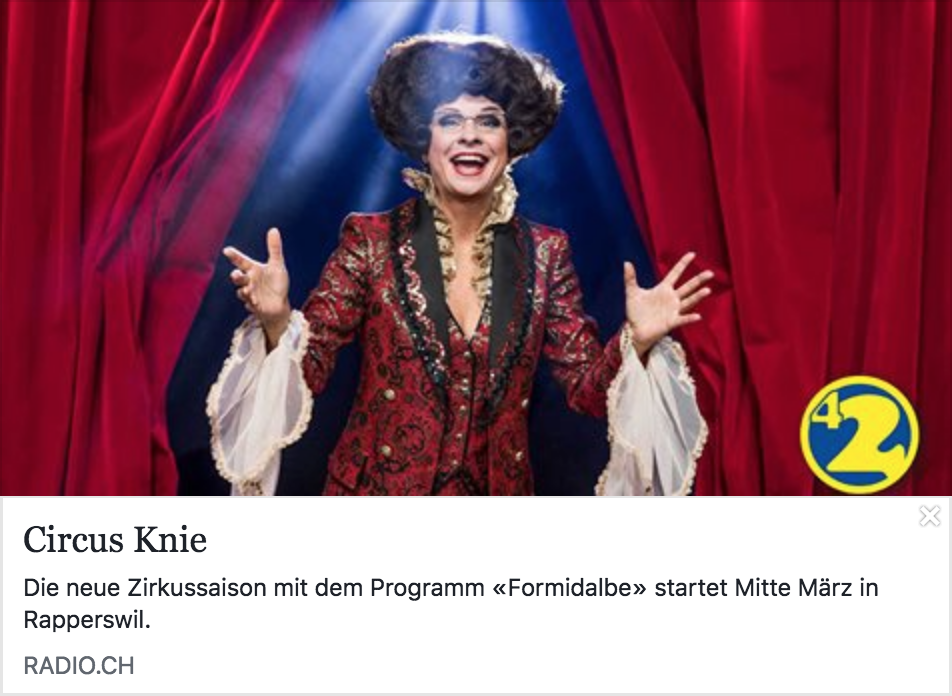 42
Circus Knie
Die neue Zirkussaison mit dem Programm «Formidalbe» startet Mitte März in
Rapperswil.
RADIO.CH